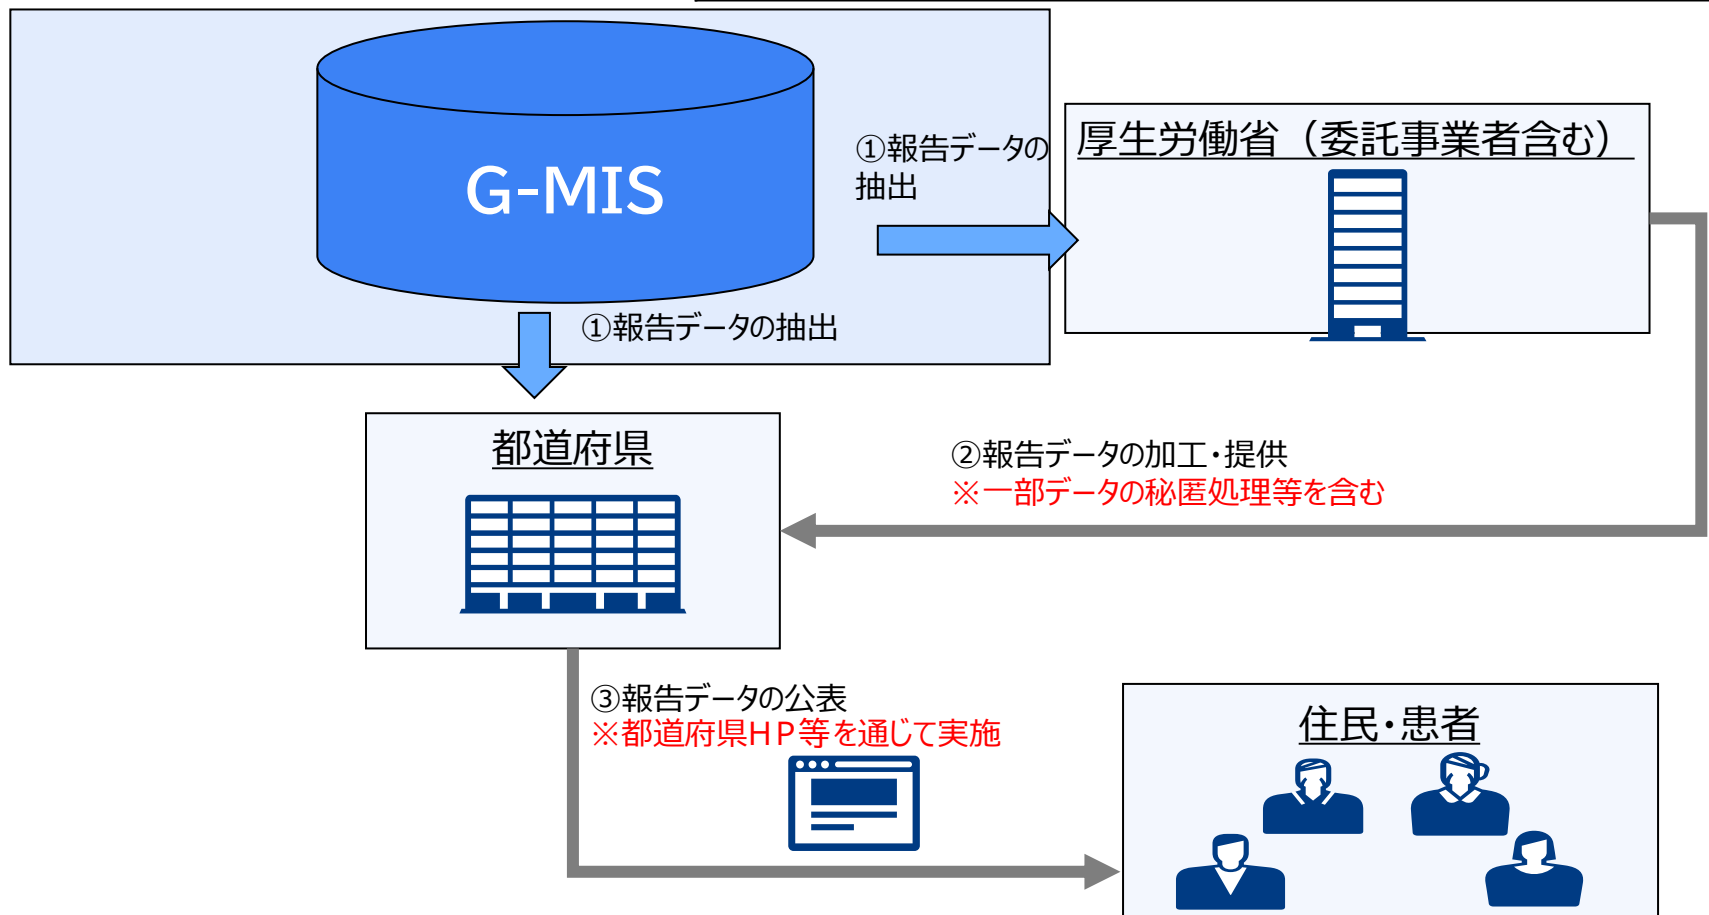 G-MIS
①報告データの
抽出
厚生労働省（委託事業者含む）
①報告データの抽出
都道府県
②報告データの加工・提供
※一部データの秘匿処理等を含む
③報告データの公表
※都道府県HP等を通じて実施
住民・患者